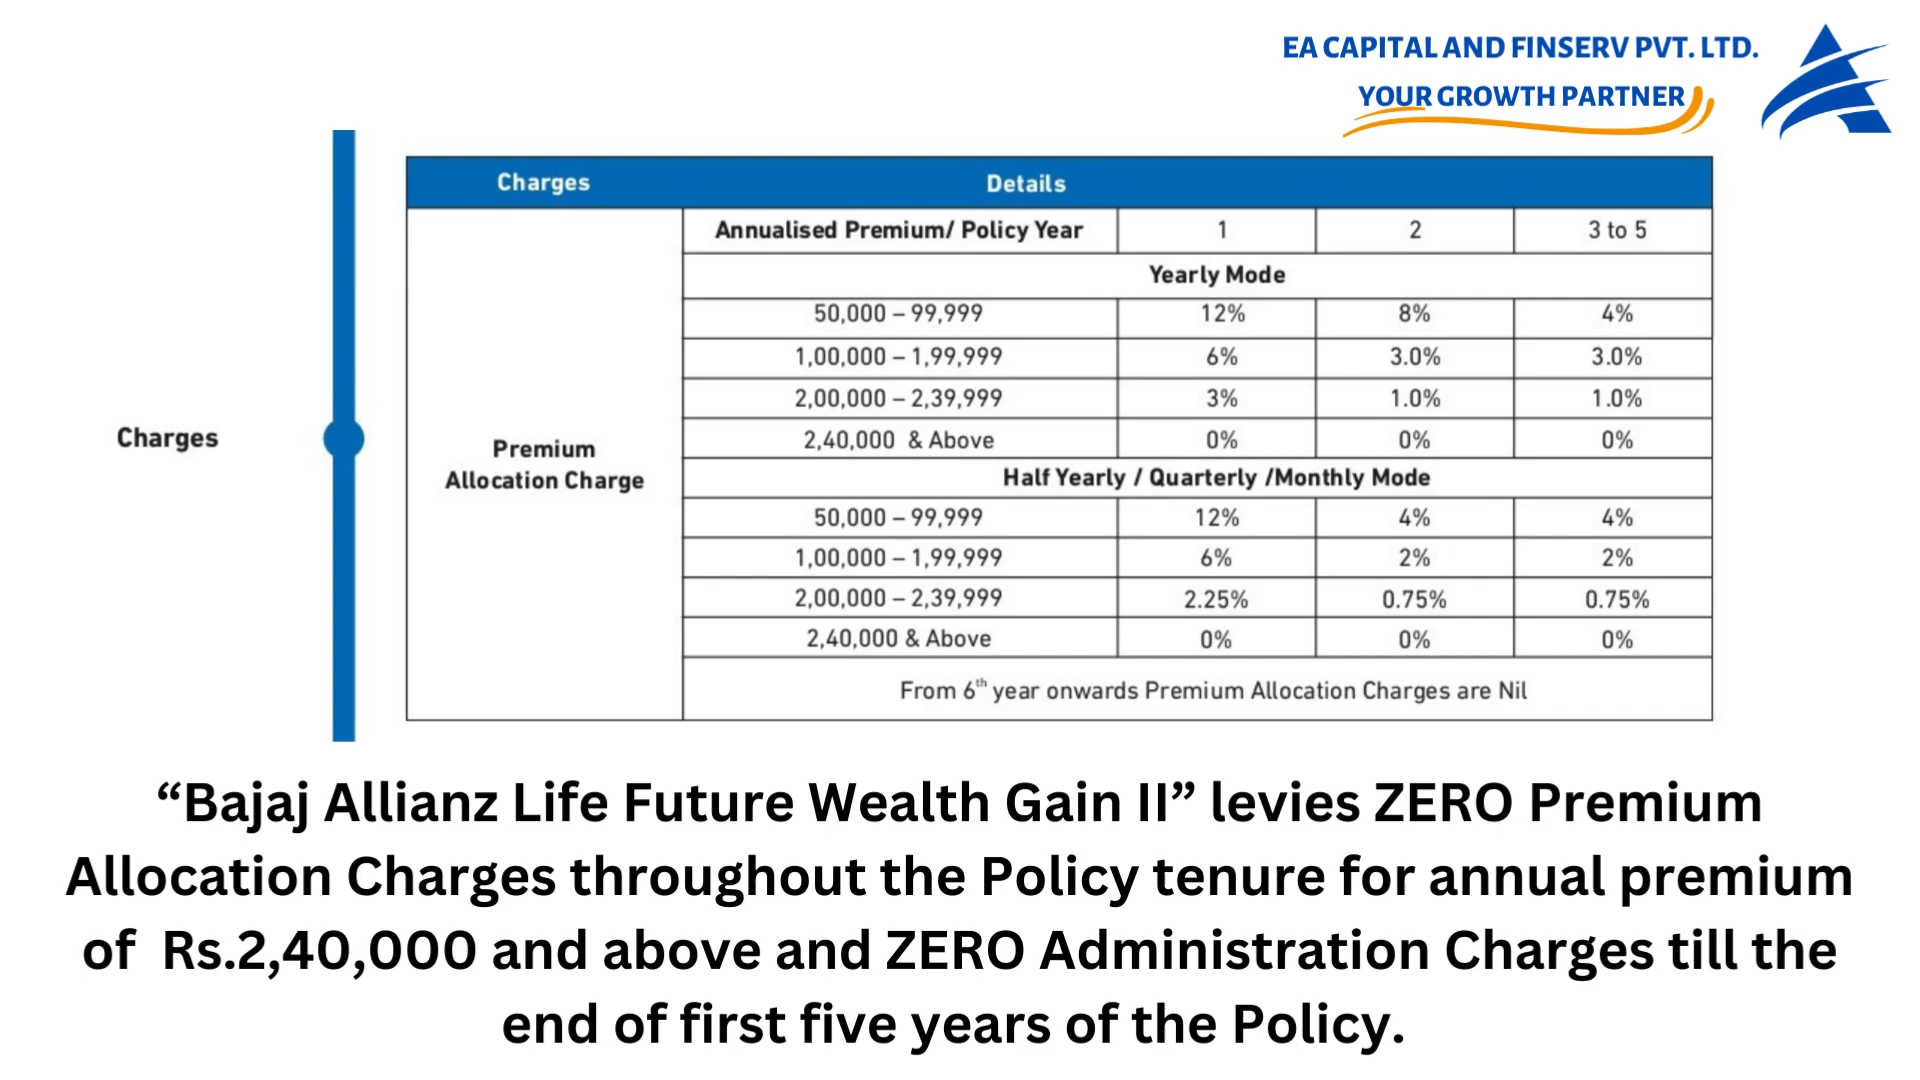 EA CAPITAL AND FINSERV PVT. LTD.
YOUR GROWTH PARTNER
Charges Details
Annualised Premium/ Policy Year 1 2 3 to 5
Yearly Mode
50,000 – 99,999 12% 8% 4%
1,00,000 – 1,99,999 6% 3.0% 3.0%
2,00,000 – 2,39,999 3% 1.0% 1.0%
2,40,000 & Above 0% 0% 0%
Charges
Premium
Allocation Charge
Half Yearly / Quarterly /Monthly Mode
50,000 – 99,999 12% 4% 4%
1,00,000 – 1,99,999 6% 2% 2%
2,00,000 – 2,39,999 2.25% 0.75% 0.75%
2,40,000 & Above 0% 0% 0%
From 6th year onwards Premium Allocation Charges are Nil
“Bajaj Allianz Life Future Wealth Gain II” levies ZERO Premium
Allocation Charges throughout the Policy tenure for annual premium
of Rs.2,40,000 and above and ZERO Administration Charges till the
end of first five years of the Policy.